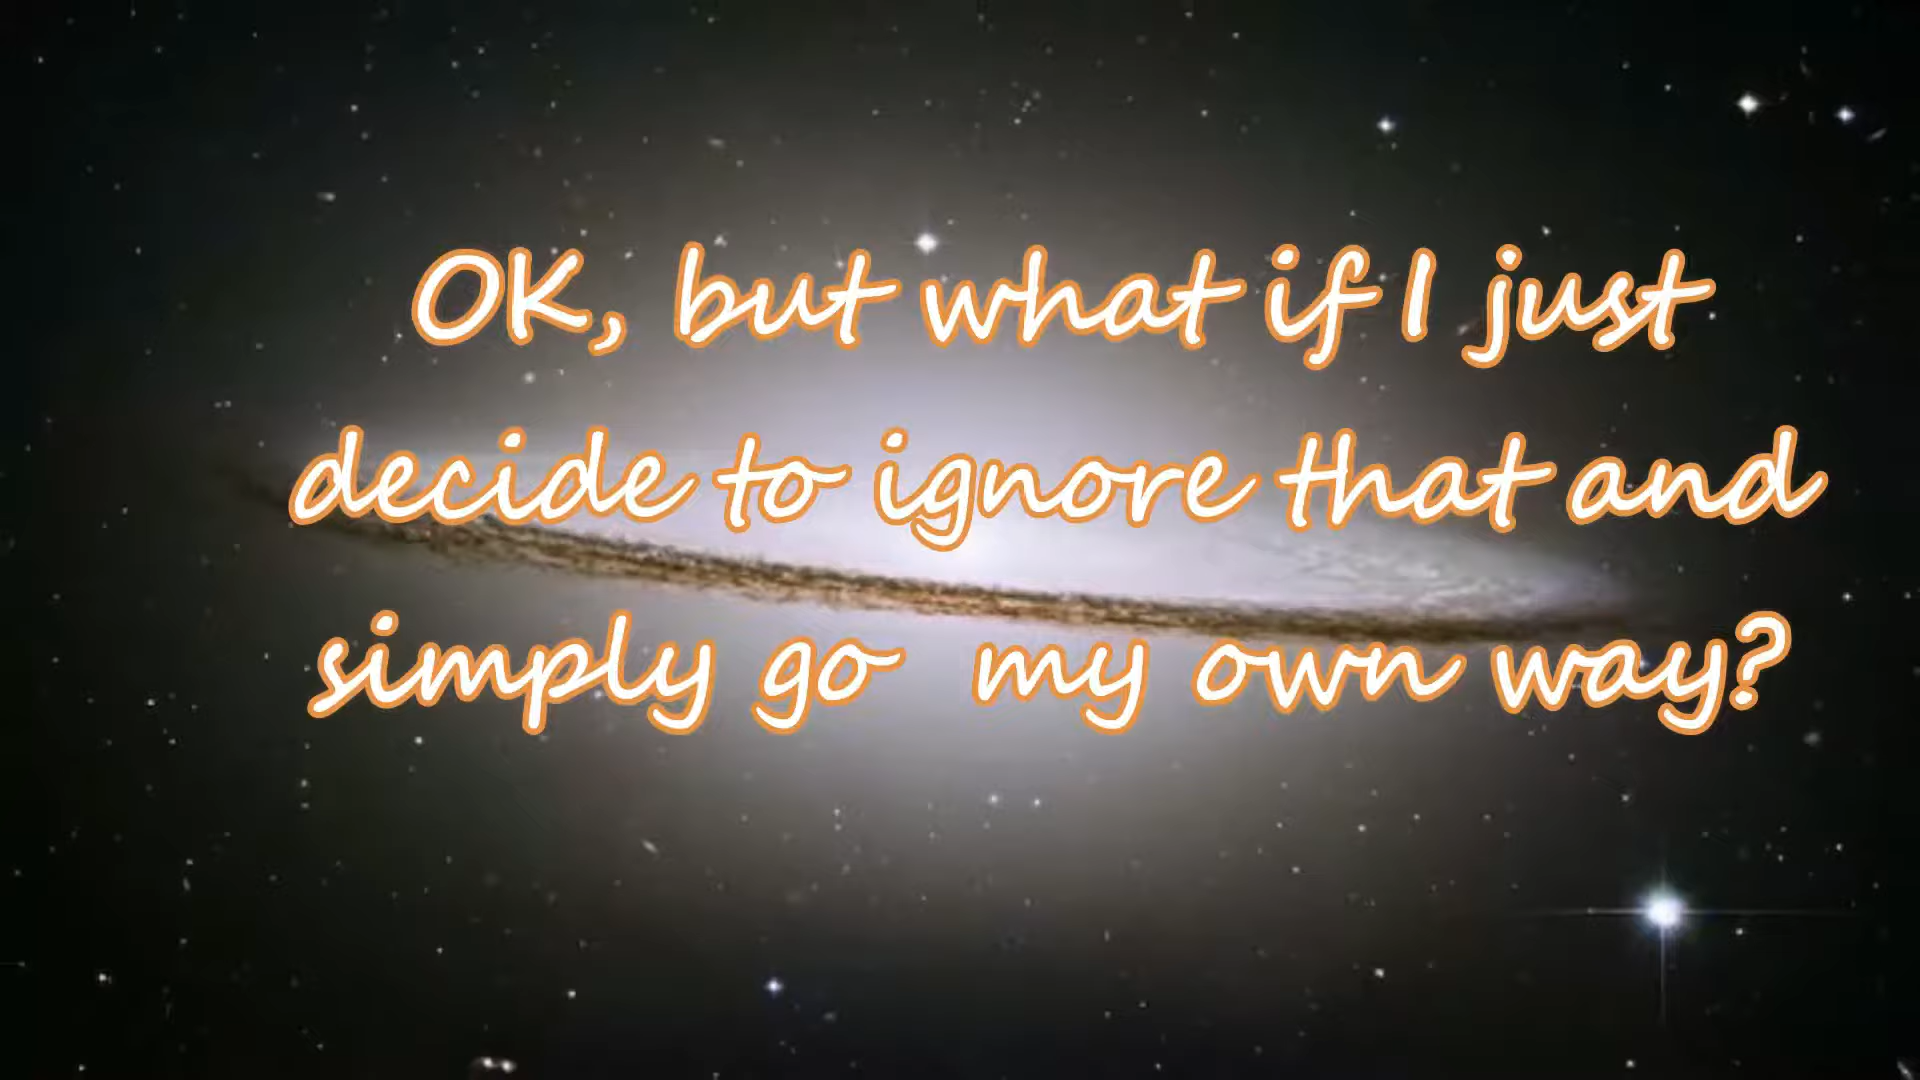 OK, but what if I just
decide to ignore that and
simply go  my own way?